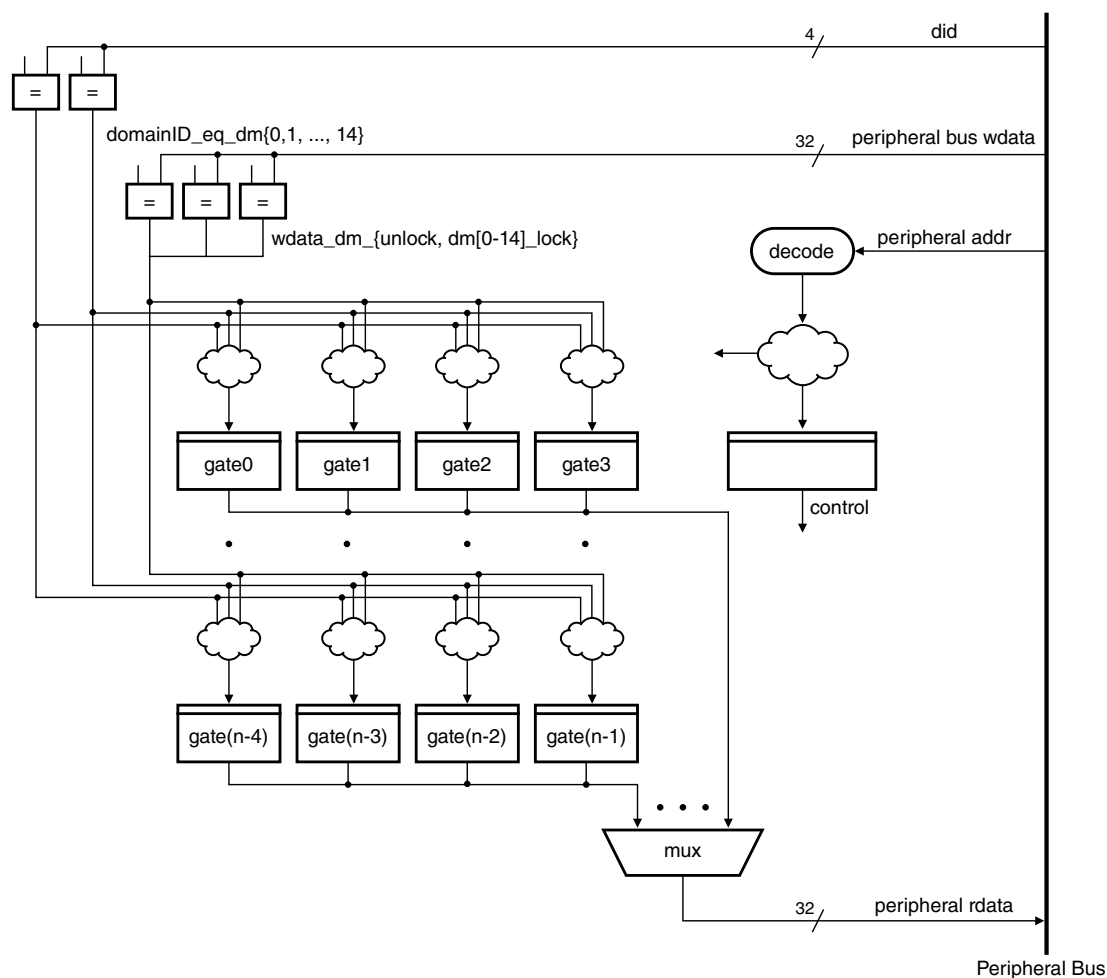 4
did
=
=
domainID_eq_dm{0,1, ..., 14}
32
peripheral bus wdata
=
=
=
wdata_dm_{unlock, dm[0-14]_lock}
decode
peripheral addr
gate0
gate1
gate2
gate3
control
gate(n-4)
gate(n-3)
gate(n-2)
gate(n-1)
mux
32
peripheral rdata
Peripheral Bus